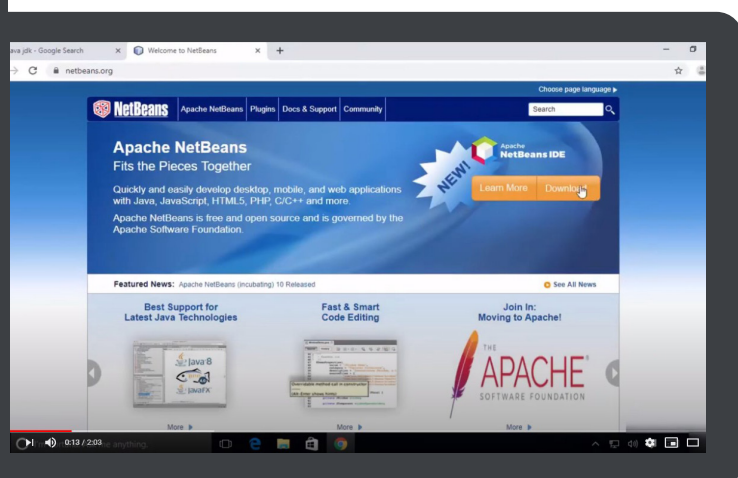 ava jdk - Google Search
Welcome to NetBeans
netbeans.org
Choose page language
NetBeans
Apache NetBeans Plugins Docs & Support Community
Search
Apache NetBeans
Fits the Pieces Together
Quickly and easily develop desktop, mobile, and web applications
with Java, JavaScript, HTML5, PHP, C/C++ and more.
Apache NetBeans is free and open source and is governed by the
Apache Software Foundation.
NEW!
Apache
NetBeans IDE
Learn More Download
Featured News: Apache NetBeans (incubating) 10 Released
See All News
Best Support for
Latest Java Technologies
Java 8
JavaFX
More
Fast & Smart
Code Editing
More
Join In:
Moving to Apache!
THE
APACHE®
SOFTWARE FOUNDATION
More
0:13 / 2:03
anything.